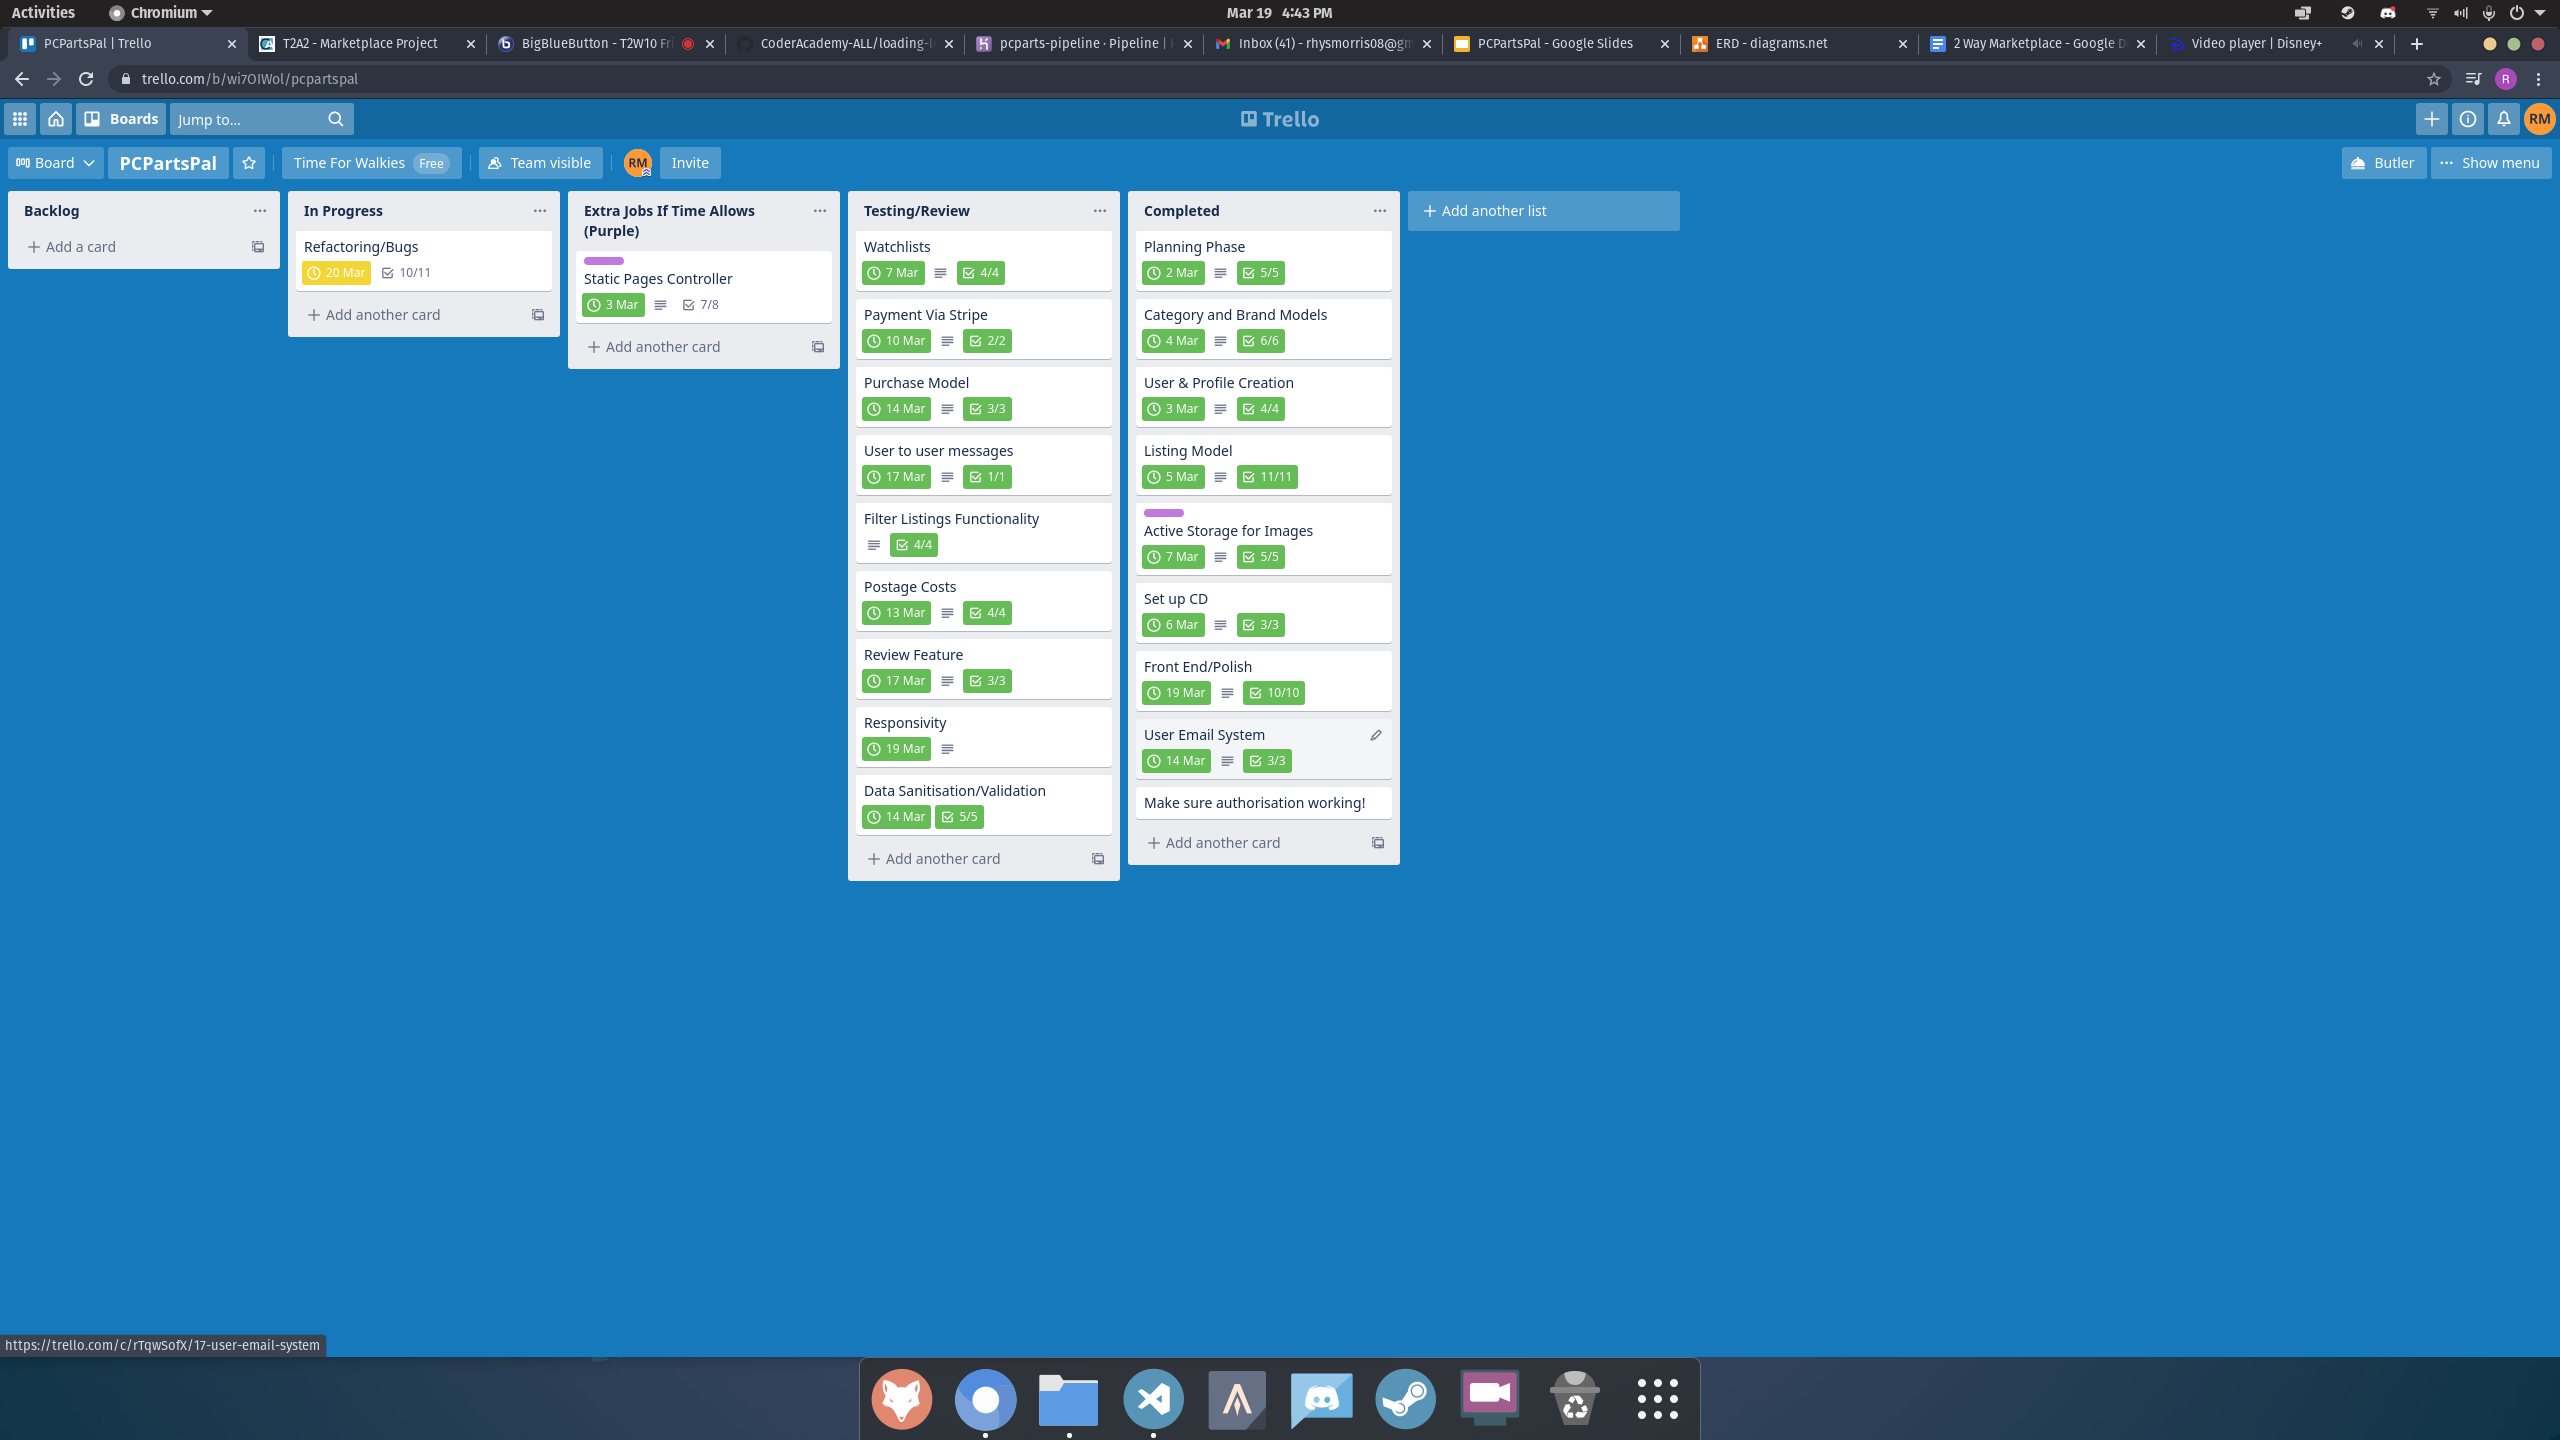 Activities
Chromium
Mar 19 4:43 PM
PCPartsPal | Trello
T2A2 - Marketplace Project
BigBlueButton - T2W10 Fri
CoderAcademy-ALL/loading-l
pcparts-pipeline · Pipeline |
Inbox (41) - rhysmorris08@gm
PCPartsPal - Google Slides
ERD - diagrams.net
2 Way Marketplace - Google D
Video player | Disney+
trello.com/b/wi7OIWol/pcpartspal
R
Boards
Jump to...
Trello
RM
Board
PCPartsPal
Time For Walkies Free
Team visible
RM
Invite
Butler
Show menu
Backlog
Add a card
In Progress
Refactoring/Bugs
20 Mar 10/11
Add another card
Extra Jobs If Time Allows
(Purple)
Static Pages Controller
3 Mar 7/8
Add another card
Testing/Review
Watchlists
7 Mar 4/4
Payment Via Stripe
10 Mar 2/2
Purchase Model
14 Mar 3/3
User to user messages
17 Mar 1/1
Filter Listings Functionality
4/4
Postage Costs
13 Mar 4/4
Review Feature
17 Mar 3/3
Responsivity
19 Mar
Data Sanitisation/Validation
14 Mar 5/5
Add another card
Completed
Planning Phase
2 Mar 5/5
Category and Brand Models
4 Mar 6/6
User & Profile Creation
3 Mar 4/4
Listing Model
5 Mar 11/11
Active Storage for Images
7 Mar 5/5
Set up CD
6 Mar 3/3
Front End/Polish
19 Mar 10/10
User Email System
14 Mar 3/3
Make sure authorisation working!
Add another card
Add another list
https://trello.com/c/rTqwSofX/17-user-email-system